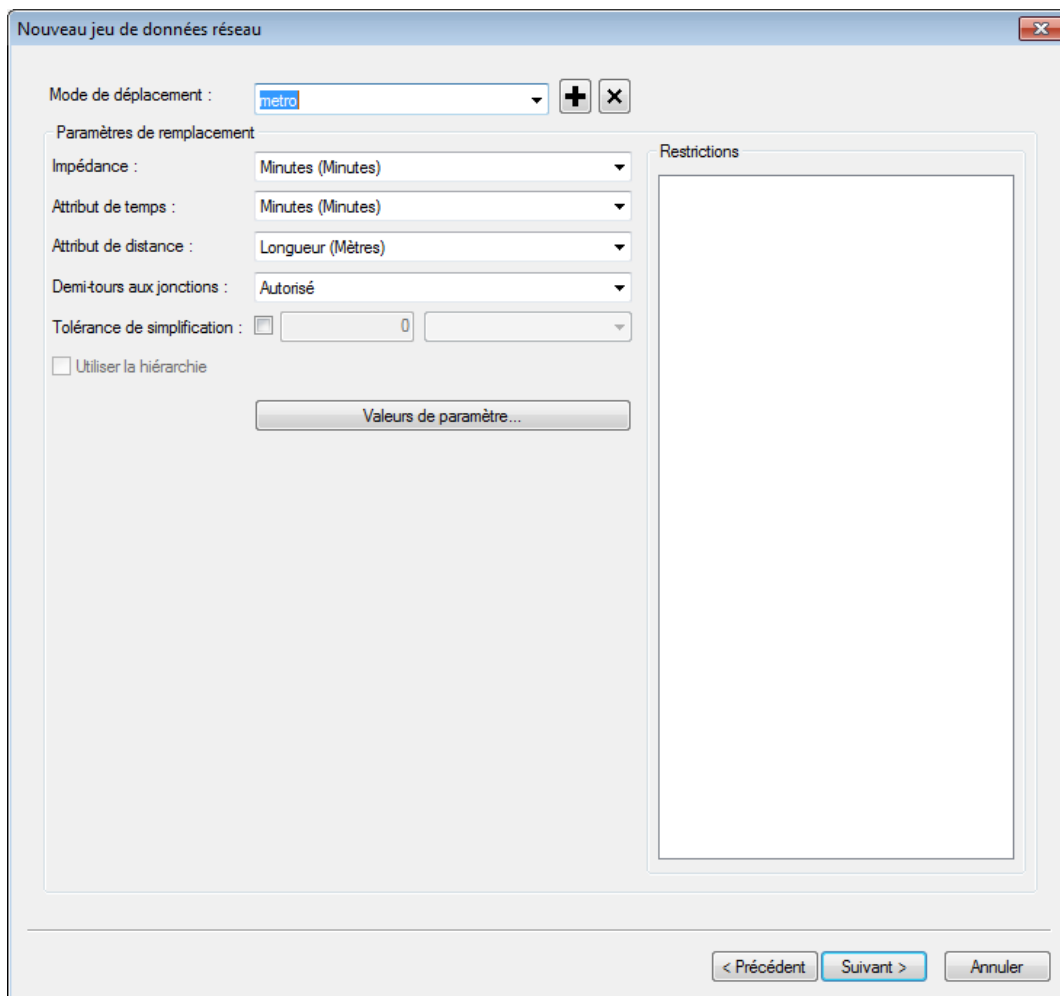 Nouveau jeu de données réseau
Mode de déplacement :
metro
Paramètres de remplacement
Impédance :
Minutes (Minutes)
Attribut de temps :
Minutes (Minutes)
Attribut de distance :
Longueur (Mètres)
Demi-tours aux jonctions :
Autorisé
Tolérance de simplification :
0
Utiliser la hiérarchie
Valeurs de paramètre...
Restrictions
< Précédent
Suivant >
Annuler